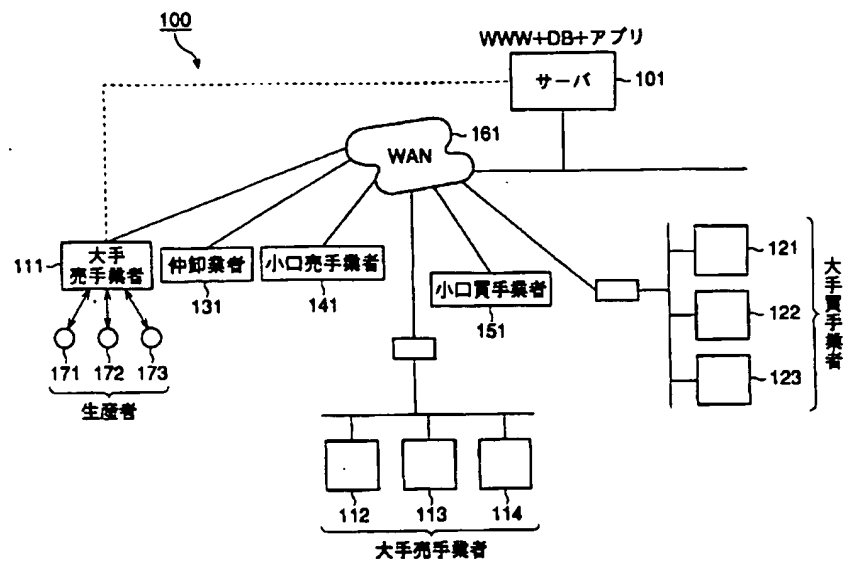 100
WWW+DB+アプリ
サーバ
101
161
WAN
111
大手
売手業者
仲卸業者
131
小口売手業者
141
小口買手業者
151
121
122
123
大手買手業者
171
172
173
生産者
112
113
114
大手売手業者